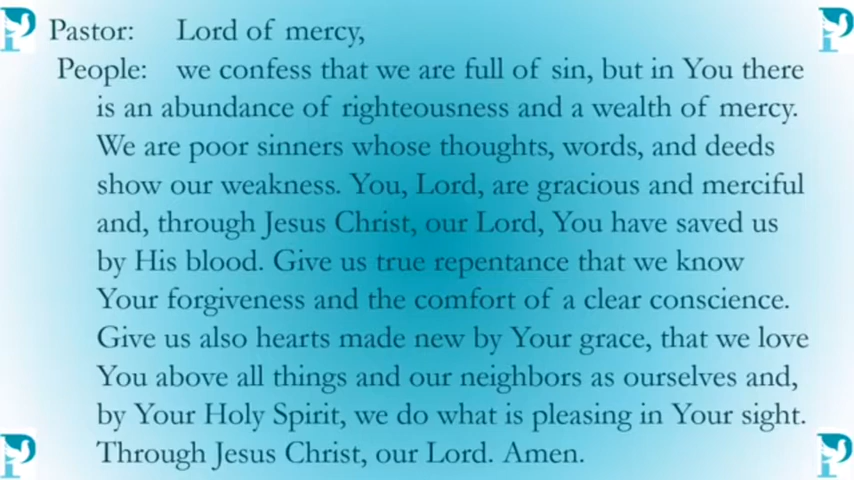 Pastor: Lord of mercy,
People: we confess that we are full of sin, but in You there
is an abundance of righteousness and a wealth of mercy.
We are poor sinners whose thoughts, words, and deeds
show our weakness. You, Lord, are gracious and merciful
and, through Jesus Christ, our Lord, You have saved us
by His blood. Give us true repentance that we know
Your forgiveness and the comfort of a clear conscience.
Give us also hearts made new by Your grace, that we love
You above all things and our neighbors as ourselves and,
by Your Holy Spirit, we do what is pleasing in Your sight.
Through Jesus Christ, our Lord. Amen.